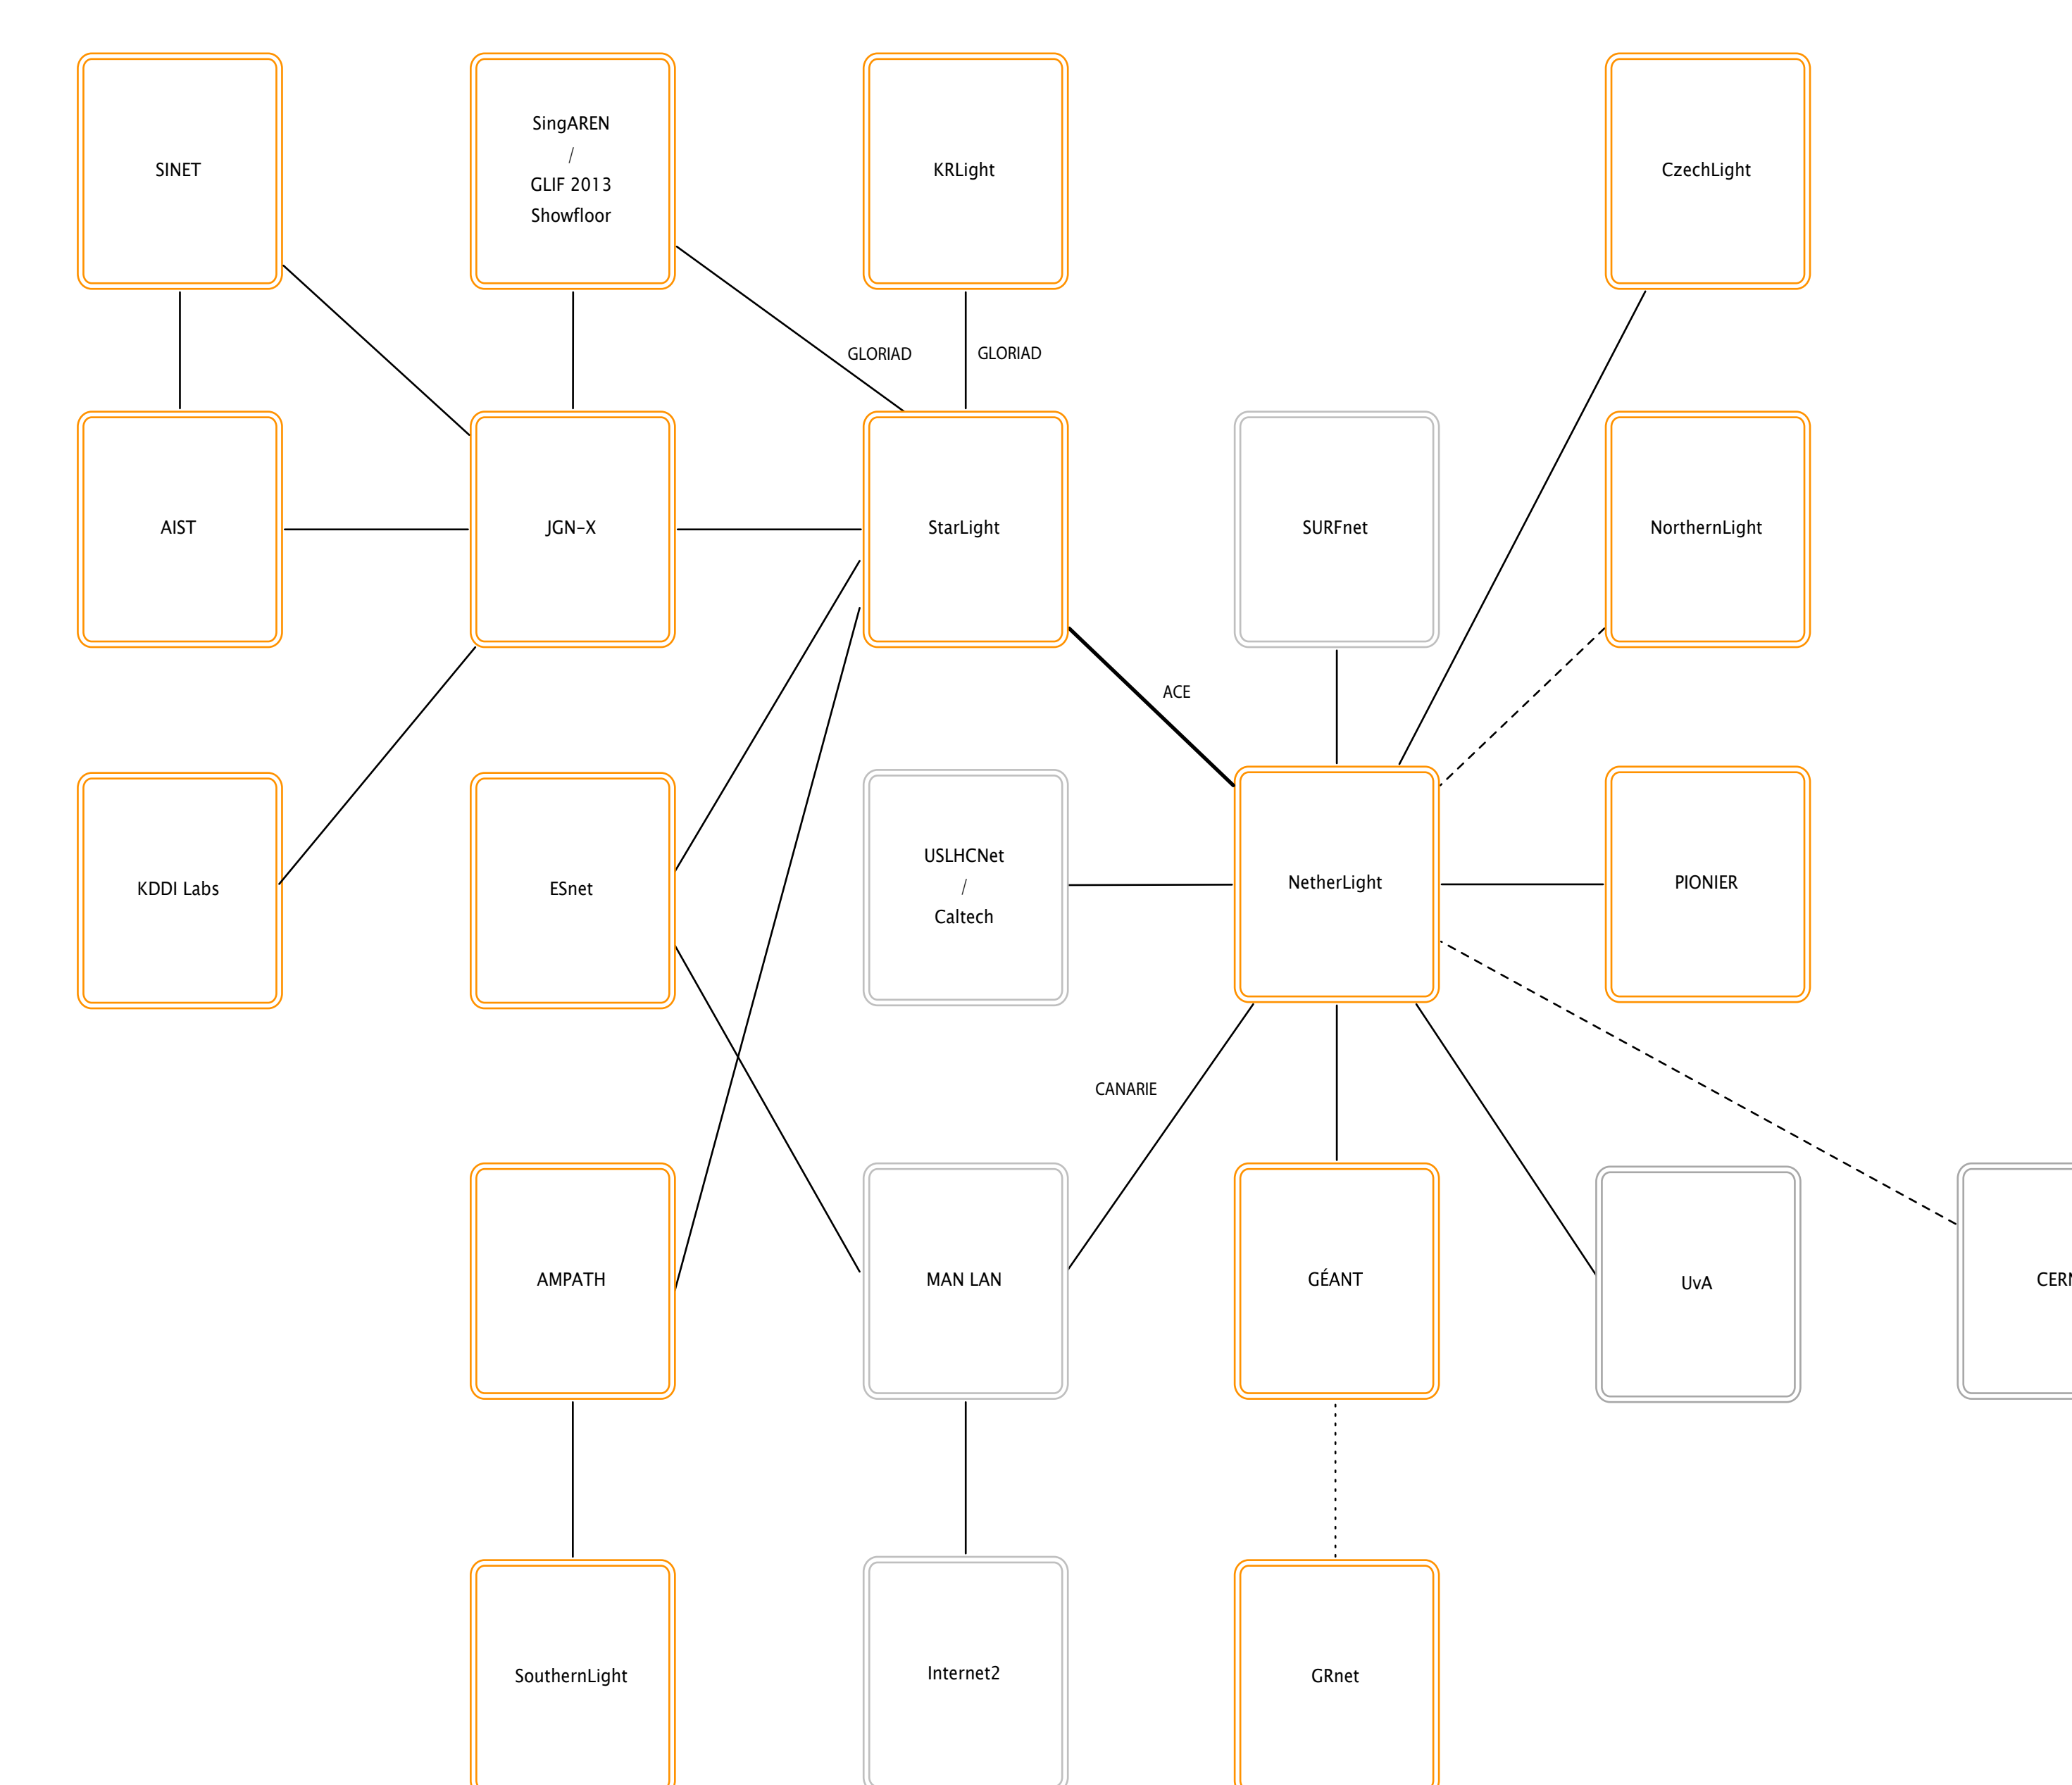 SINET
SingAREN
/
GLIF 2013
Showfloor
KRLight
CzechLight
GLORIAD
GLORIAD
AIST
JGN-X
StarLight
SURFnet
NorthernLight
ACE
KDDI Labs
ESnet
USLHCNet
/
Caltech
NetherLight
PIONIER
CANARIE
AMPATH
MAN LAN
GÉANT
UvA
SouthernLight
Internet2
GRnet